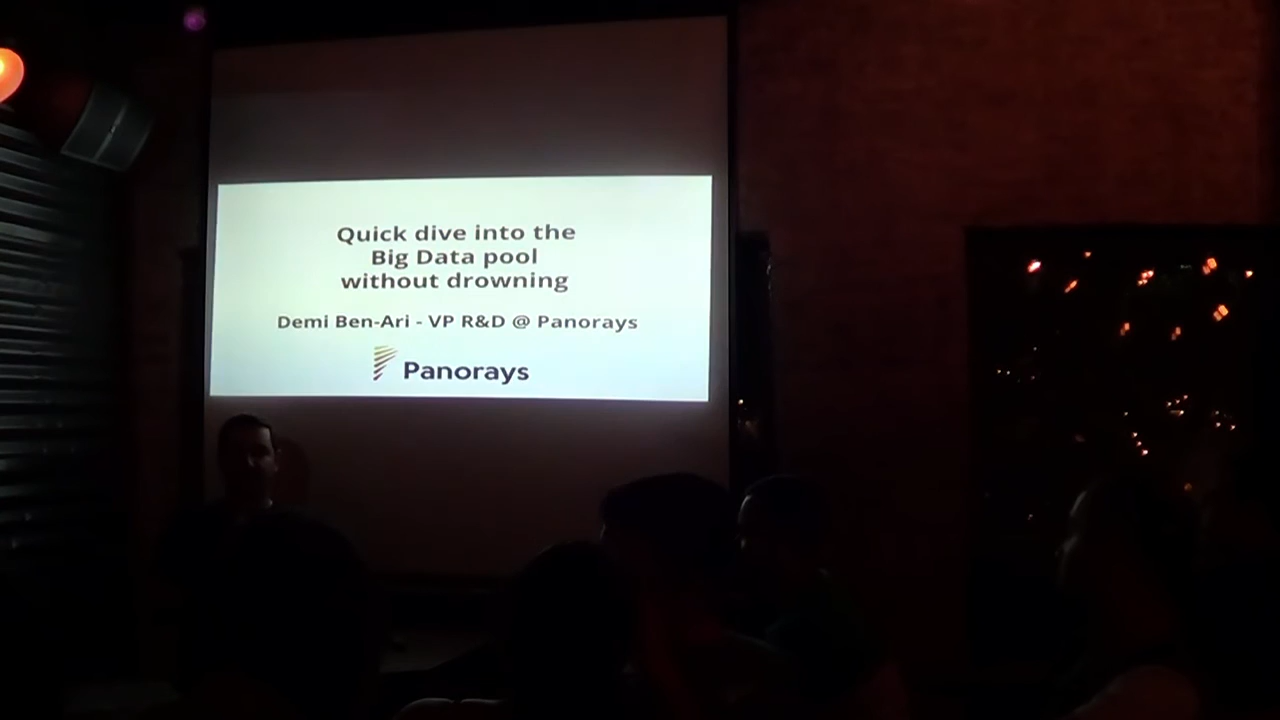 Quick dive into the
Big Data pool
without drowning
Demi Ben-Ari - VP R&D @ Panorays
Panorays